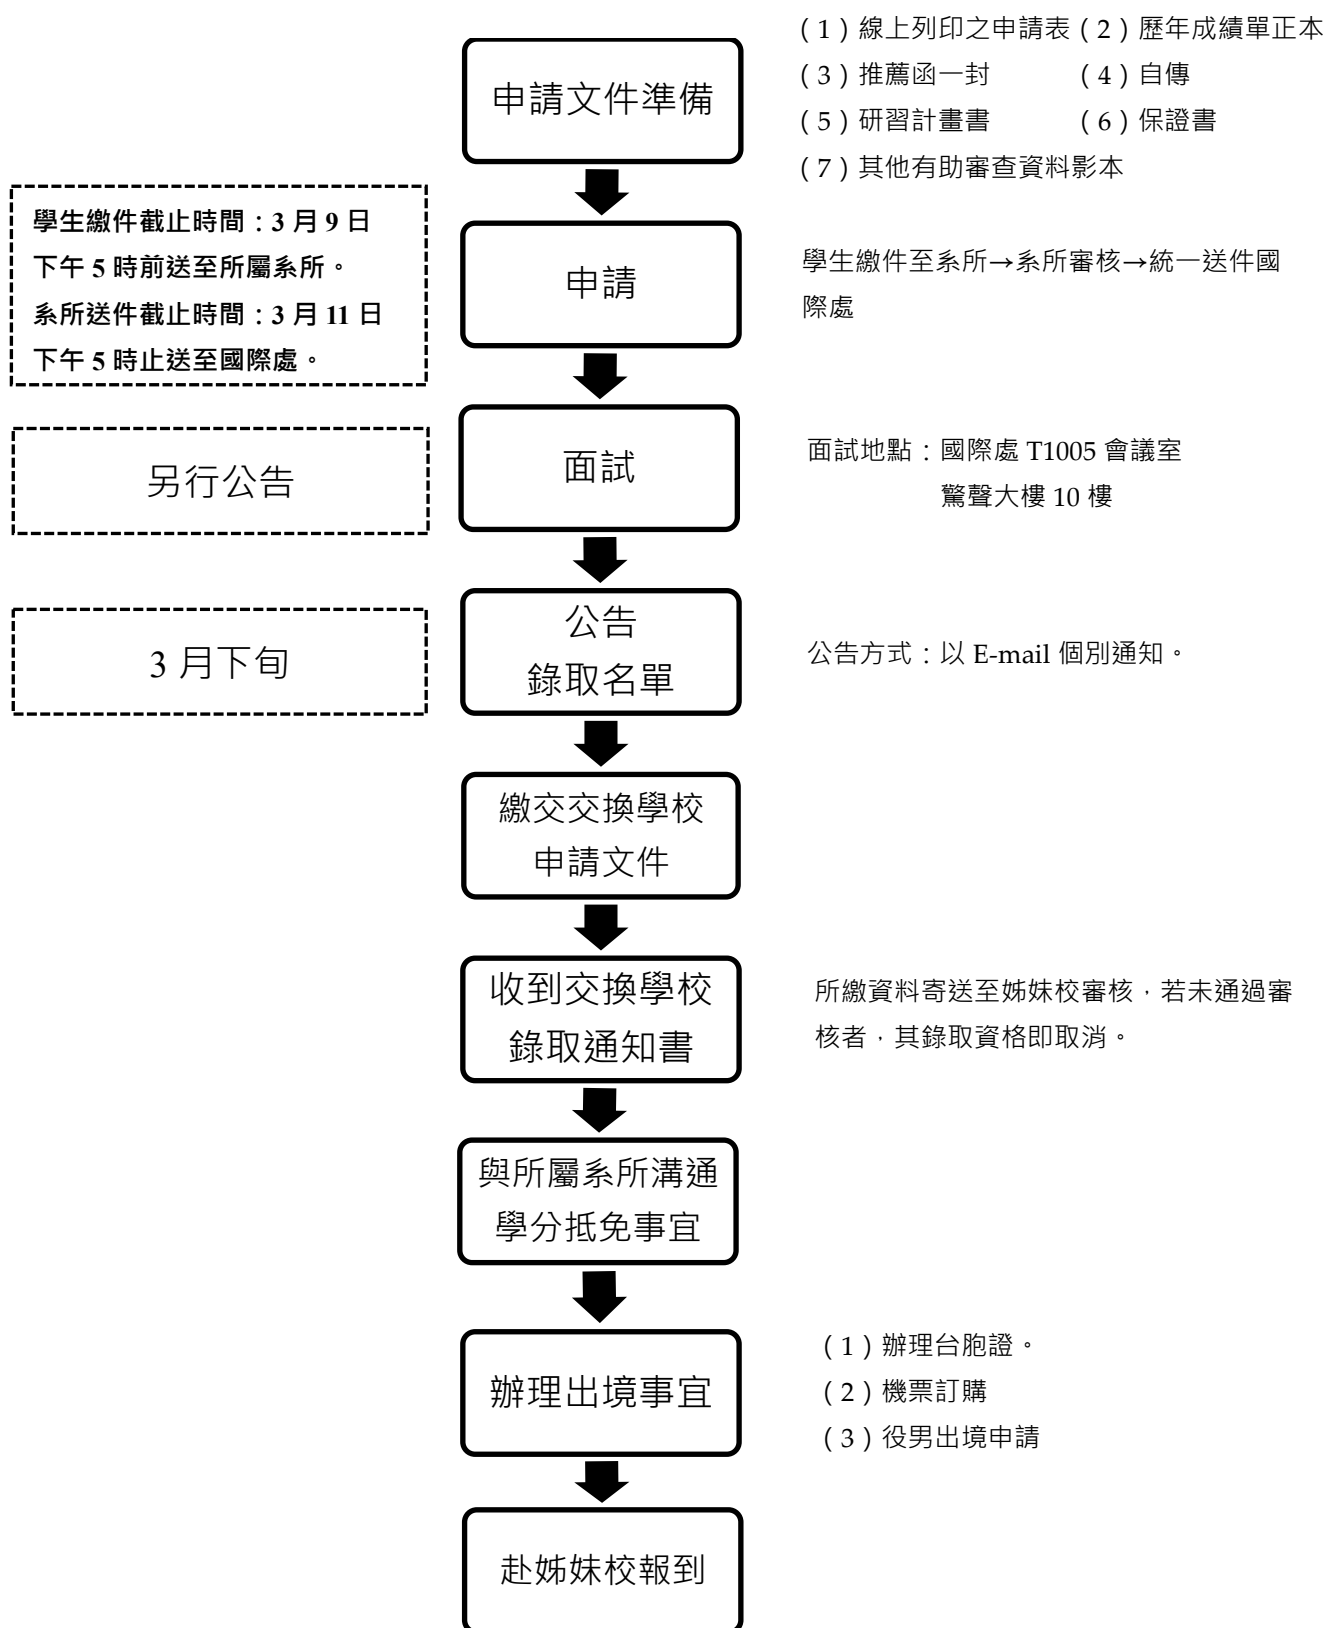 申請文件準備
(1)線上列印之申請表(2)歷年成績單正本
(3)推薦函一封 (4)自傳
(5)研習計畫書 (6)保證書
(7)其他有助審查資料影本
學生繳件截止時間:3 月 9 日
下午 5 時前送至所屬系所。
系所送件截止時間:3 月 11 日
下午 5 時止送至國際處。
申請
學生繳件至系所→系所審核→統一送件國
際處
另行公告
面試
面試地點:國際處 T1005 會議室
驚聲大樓 10 樓
3 月下旬
公告
錄取名單
公告方式:以 E-mail 個別通知。
繳交交換學校
申請文件
收到交換學校
錄取通知書
所繳資料寄送至姊妹校審核,若未通過審
核者,其錄取資格即取消。
與所屬系所溝通
學分抵免事宜
辦理出境事宜
(1)辦理台胞證。
(2)機票訂購
(3)役男出境申請
赴姊妹校報到